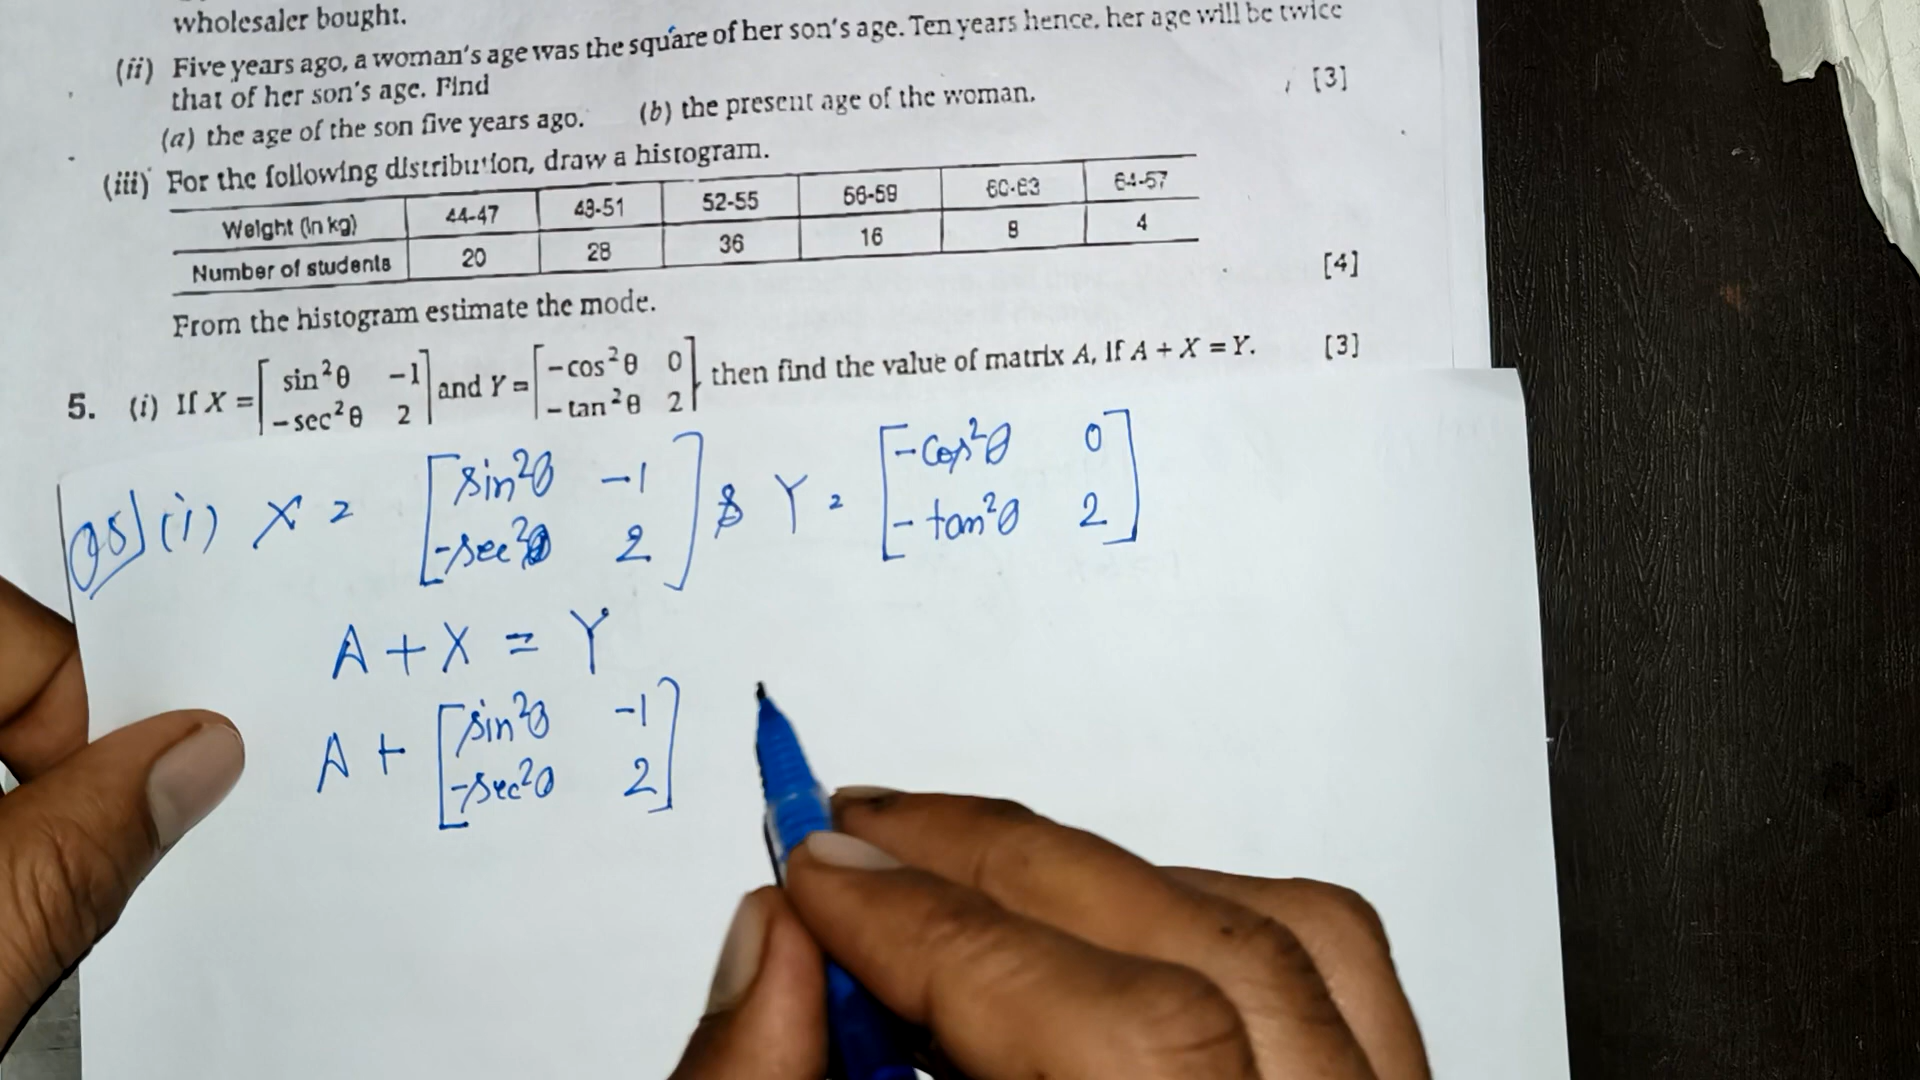 wholesaler bought.
(ii) Five years ago, a woman's age was the square of her son's age. Ten years hence, her age will be twice
that of her son's age. Find [3]
(a) the age of the son five years ago. (b) the present age of the woman.
(iii) For the following distribution, draw a histogram.
Weight (in kg) 44-47 48-51 52-55 56-59 60-63 64-67
Number of students 20 28 36 16 8 4
From the histogram estimate the mode. [4]
5. (i) If X = [ sin²θ -1 ; -sec²θ 2 ] and Y = [ -cos²θ 0 ; -tan²θ 2 ], then find the value of matrix A, if A + X = Y. [3]
Q5] (i) X = [ sin²θ -1 ; -sec²θ 2 ] & Y = [ -cos²θ 0 ; -tan²θ 2 ]
A + X = Y
A + [ sin²θ -1 ; -sec²θ 2 ]